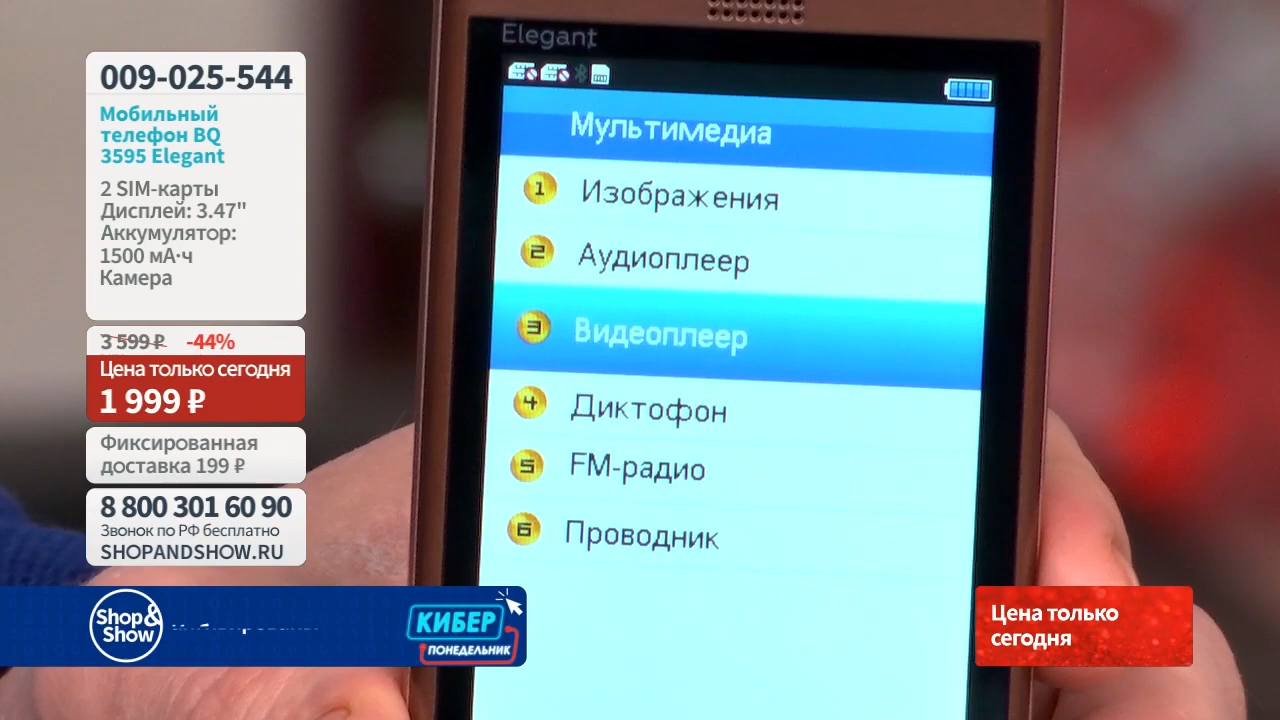 009-025-544
Мобильный
телефон BQ
3595 Elegant
2 SIM-карты
Дисплей: 3.47"
Аккумулятор:
1500 мА·ч
Камера
3 599 ₽ -44%
Цена только сегодня
1 999 ₽
Фиксированная
доставка 199 ₽
8 800 301 60 90
Звонок по РФ бесплатно
SHOPANDSHOW.RU
Shop&
Show
КИБЕР
ПОНЕДЕЛЬНИК
Elegant
Мультимедиа
1 Изображения
2 Аудиоплеер
3 Видеоплеер
4 Диктофон
5 FM-радио
6 Проводник
Цена только
сегодня